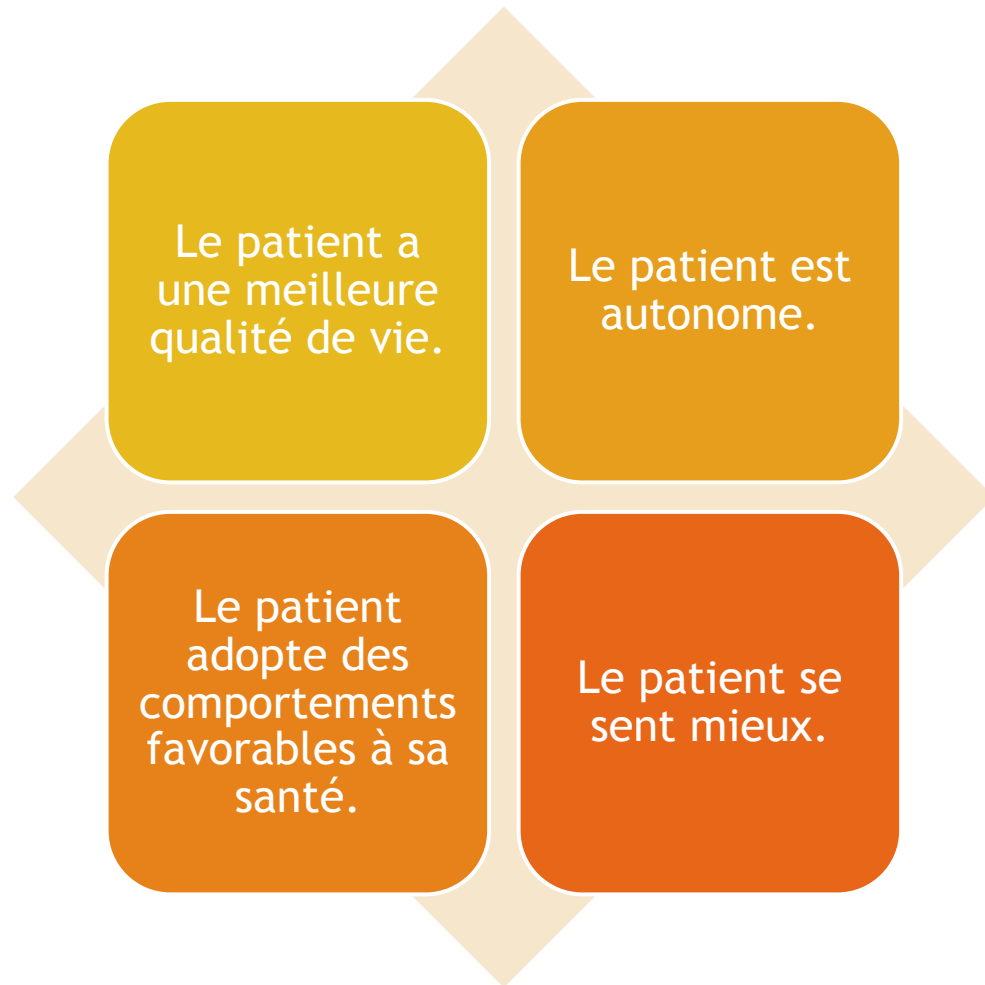 Le patient a
une meilleure
qualité de vie.
Le patient est
autonome.
Le patient
adopte des
comportements
favorables à sa
santé.
Le patient se
sent mieux.